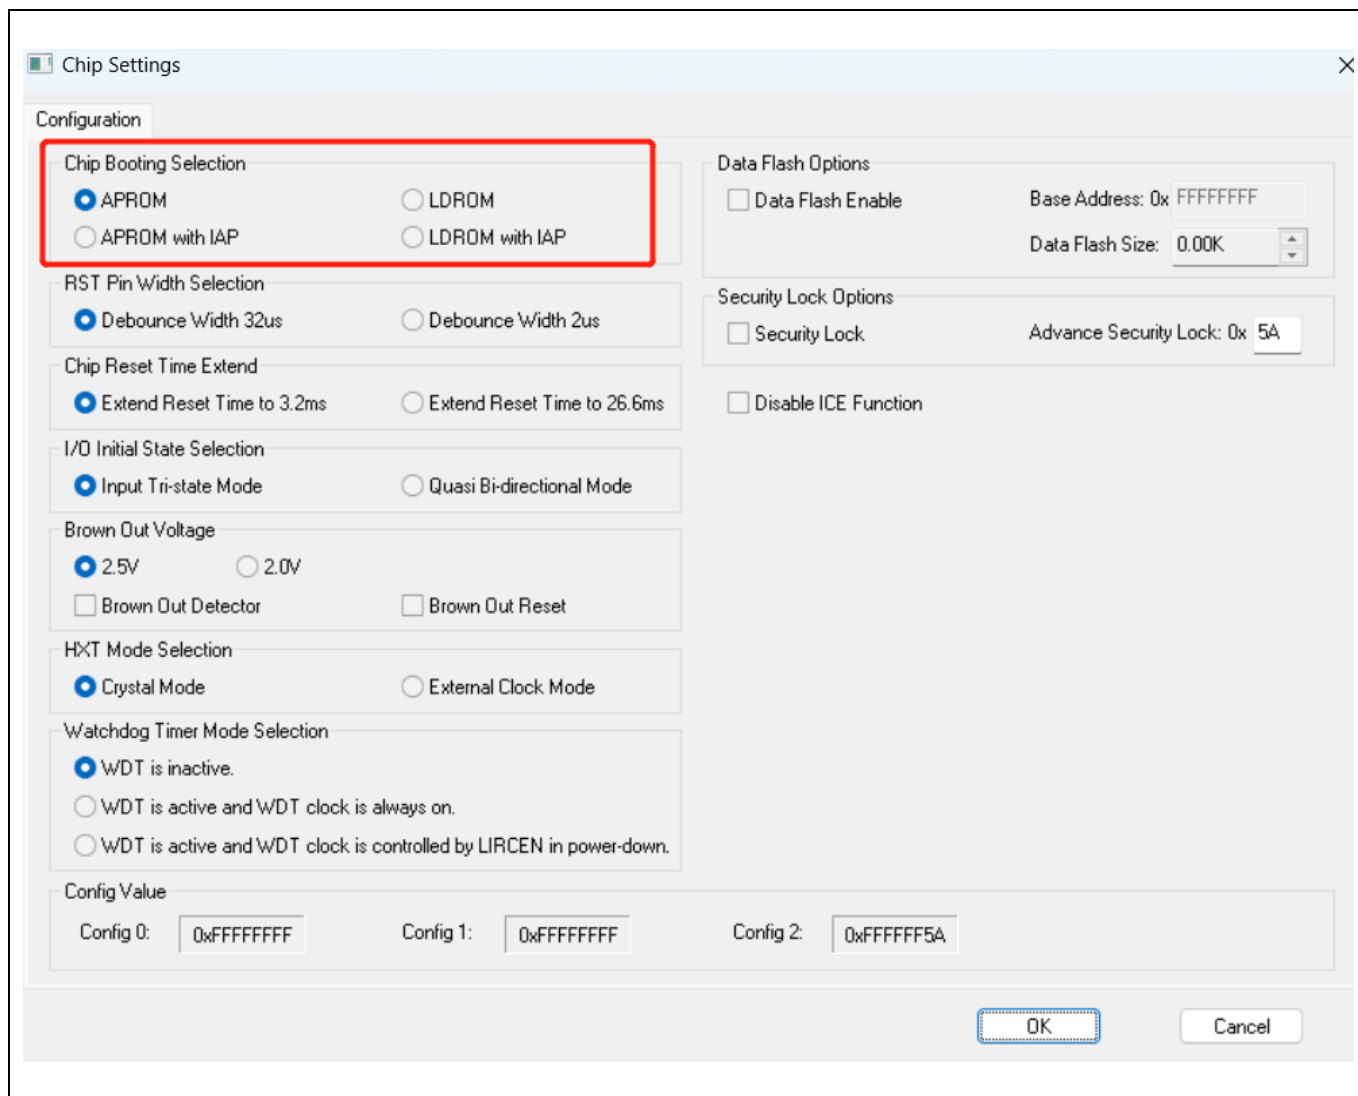 Chip Settings
Configuration
Chip Booting Selection
APROM LDROM
APROM with IAP LDROM with IAP
RST Pin Width Selection
Debounce Width 32us Debounce Width 2us
Chip Reset Time Extend
Extend Reset Time to 3.2ms Extend Reset Time to 26.6ms
I/O Initial State Selection
Input Tri-state Mode Quasi Bi-directional Mode
Brown Out Voltage
2.5V 2.0V
Brown Out Detector Brown Out Reset
HXT Mode Selection
Crystal Mode External Clock Mode
Watchdog Timer Mode Selection
WDT is inactive.
WDT is active and WDT clock is always on.
WDT is active and WDT clock is controlled by LIRCEN in power-down.
Data Flash Options
Data Flash Enable Base Address: 0x FFFFFFFF
Data Flash Size: 0.00K
Security Lock Options
Security Lock Advance Security Lock: 0x 5A
Disable ICE Function
Config Value
Config 0: 0xFFFFFFFF Config 1: 0xFFFFFFFF Config 2: 0xFFFFFF5A
OK Cancel